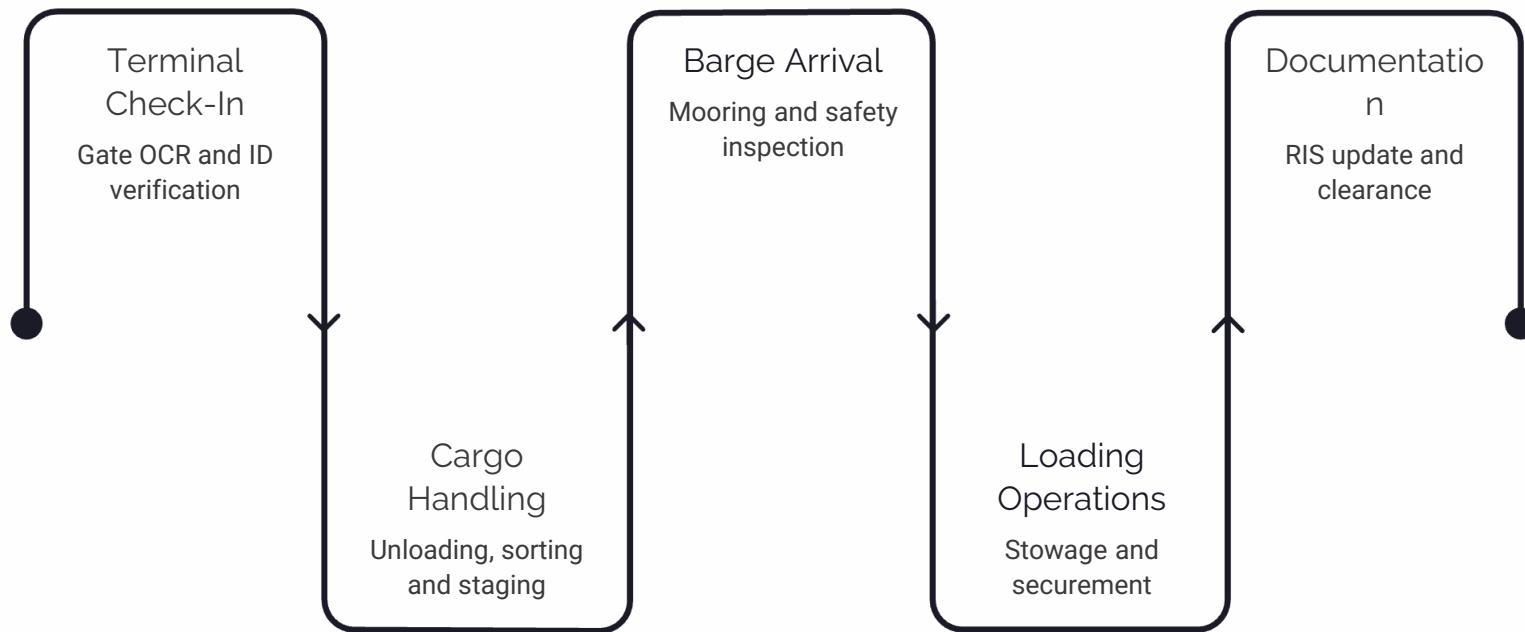 Terminal
Check-In
Gate OCR and ID
verification
Cargo
Handling
Unloading, sorting
and staging
Barge Arrival
Mooring and safety
inspection
Loading
Operations
Stowage and
securement
Documentatio
n
RIS update and
clearance